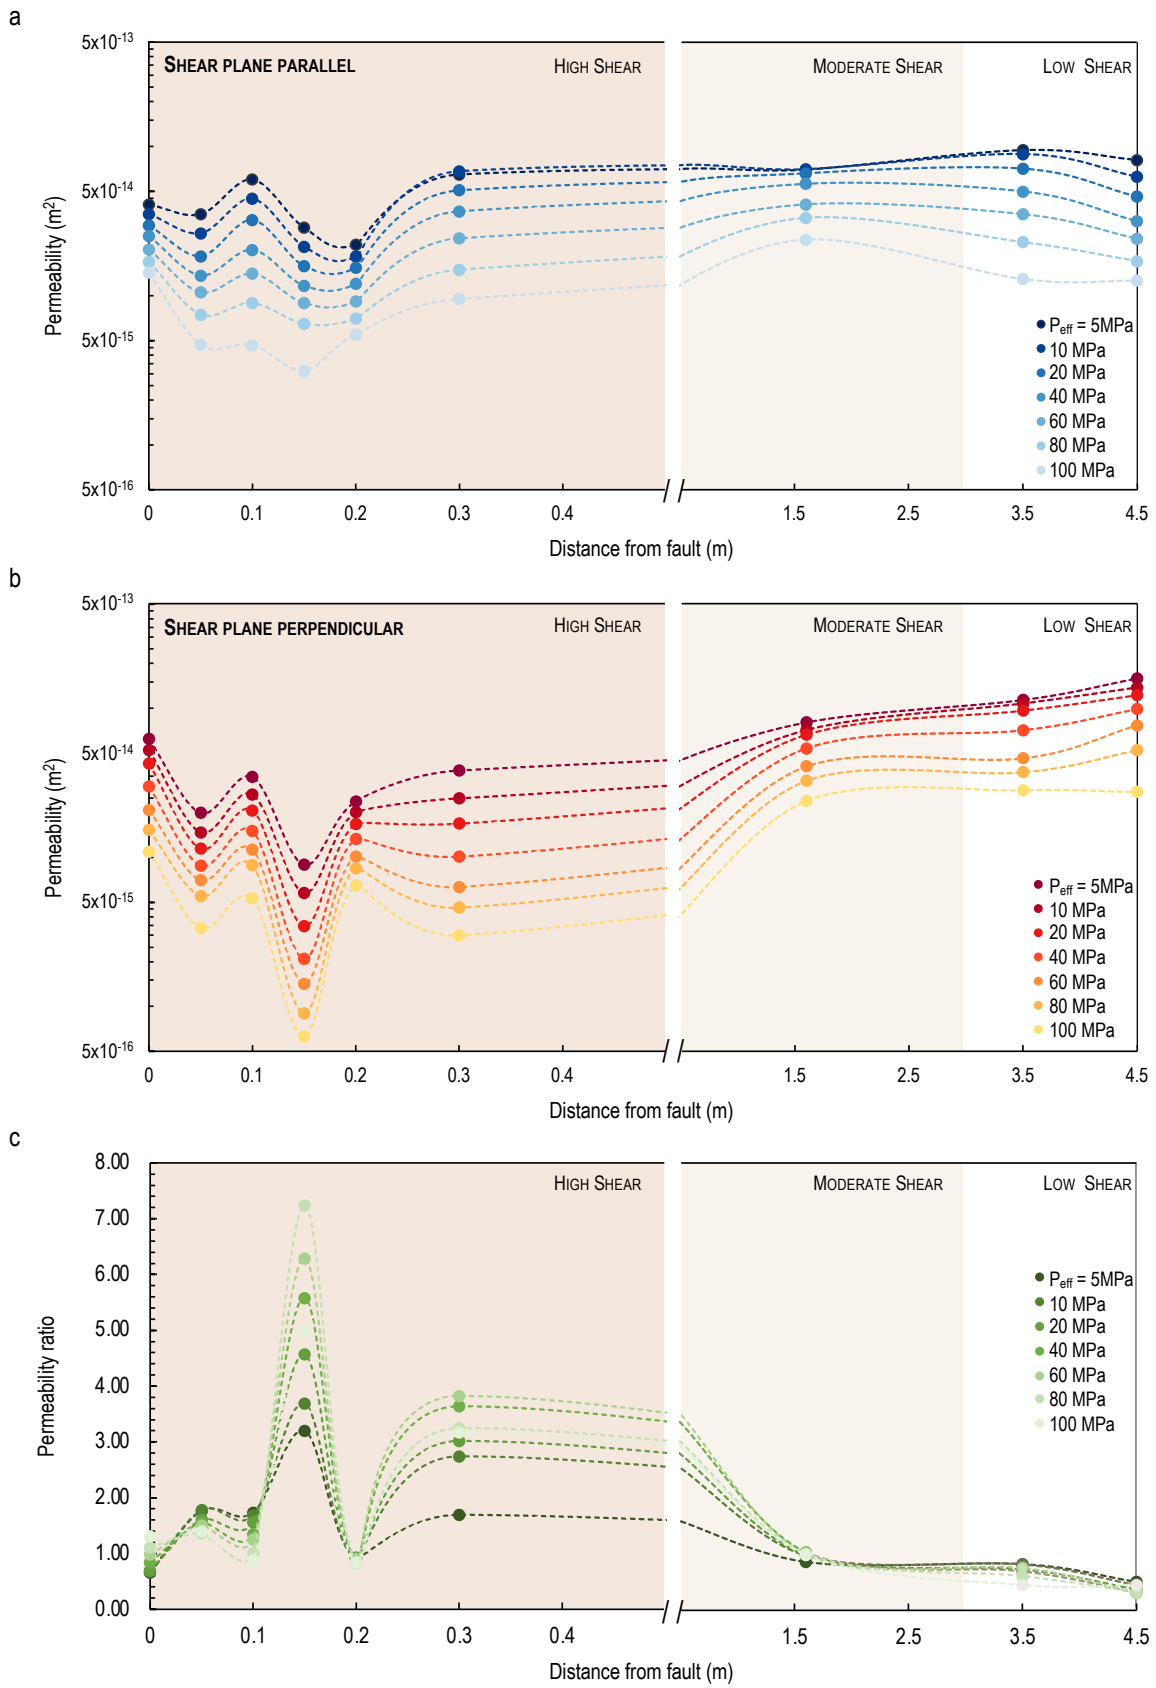 a
5x10⁻¹³
SHEAR PLANE PARALLEL
HIGH SHEAR
MODERATE SHEAR
LOW SHEAR
5x10⁻¹⁴
Permeability (m²)
5x10⁻¹⁵
Peff = 5MPa
10 MPa
20 MPa
40 MPa
60 MPa
80 MPa
100 MPa
5x10⁻¹⁶
0 0.1 0.2 0.3 0.4 1.5 2.5 3.5 4.5
Distance from fault (m)
b
5x10⁻¹³
SHEAR PLANE PERPENDICULAR
HIGH SHEAR
MODERATE SHEAR
LOW SHEAR
5x10⁻¹⁴
Permeability (m²)
5x10⁻¹⁵
Peff = 5MPa
10 MPa
20 MPa
40 MPa
60 MPa
80 MPa
100 MPa
5x10⁻¹⁶
0 0.1 0.2 0.3 0.4 1.5 2.5 3.5 4.5
Distance from fault (m)
c
8.00
HIGH SHEAR
MODERATE SHEAR
LOW SHEAR
7.00
6.00
5.00
4.00
3.00
2.00
1.00
0.00
Permeability ratio
Peff = 5MPa
10 MPa
20 MPa
40 MPa
60 MPa
80 MPa
100 MPa
0 0.1 0.2 0.3 0.4 1.5 2.5 3.5 4.5
Distance from fault (m)